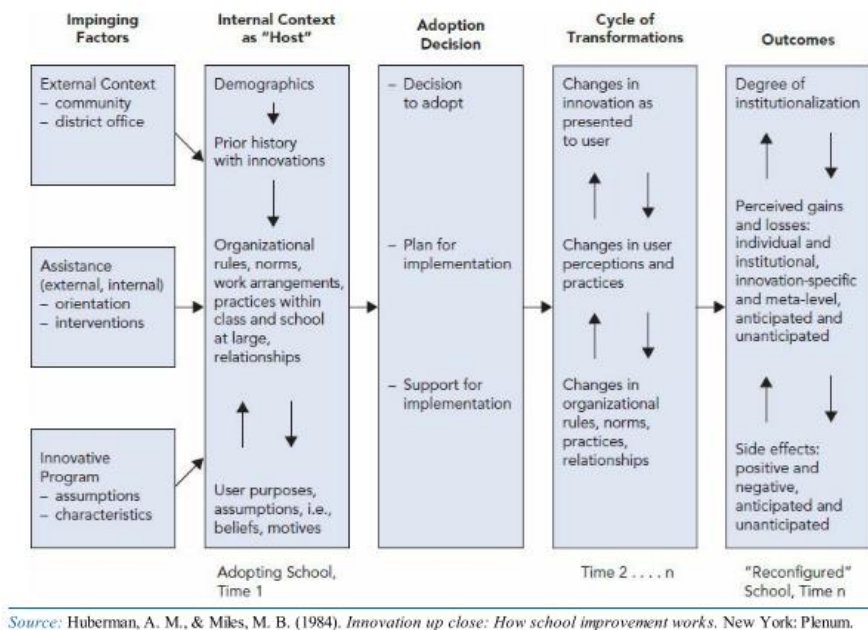 Impinging
Factors
External Context
– community
– district office
Assistance
(external, internal)
– orientation
– interventions
Innovative
Program
– assumptions
– characteristics
Internal Context
as “Host”
Demographics
Prior history
with innovations
Organizational
rules, norms,
work arrangements,
practices within
class and school
at large,
relationships
User purposes,
assumptions, i.e.,
beliefs, motives
Adopting School,
Time 1
Adoption
Decision
– Decision
to adopt
– Plan for
implementation
– Support for
implementation
Cycle of
Transformations
Changes in
innovation as
presented
to user
Changes in user
perceptions and
practices
Changes in
organizational
rules, norms,
practices,
relationships
Time 2 . . . . n
Outcomes
Degree of
institutionalization
Perceived gains
and losses:
individual and
institutional,
innovation-specific
and meta-level,
anticipated and
unanticipated
Side effects:
positive and
negative,
anticipated and
unanticipated
“Reconfigured”
School, Time n
Source: Huberman, A. M., & Miles, M. B. (1984). Innovation up close: How school improvement works. New York: Plenum.